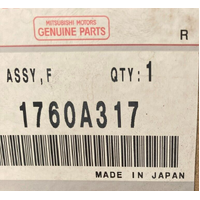 MITSUBISHI MOTORS
GENUINE PARTS
R
ASSY,F QTY:1
1760A317
MADE IN JAPAN